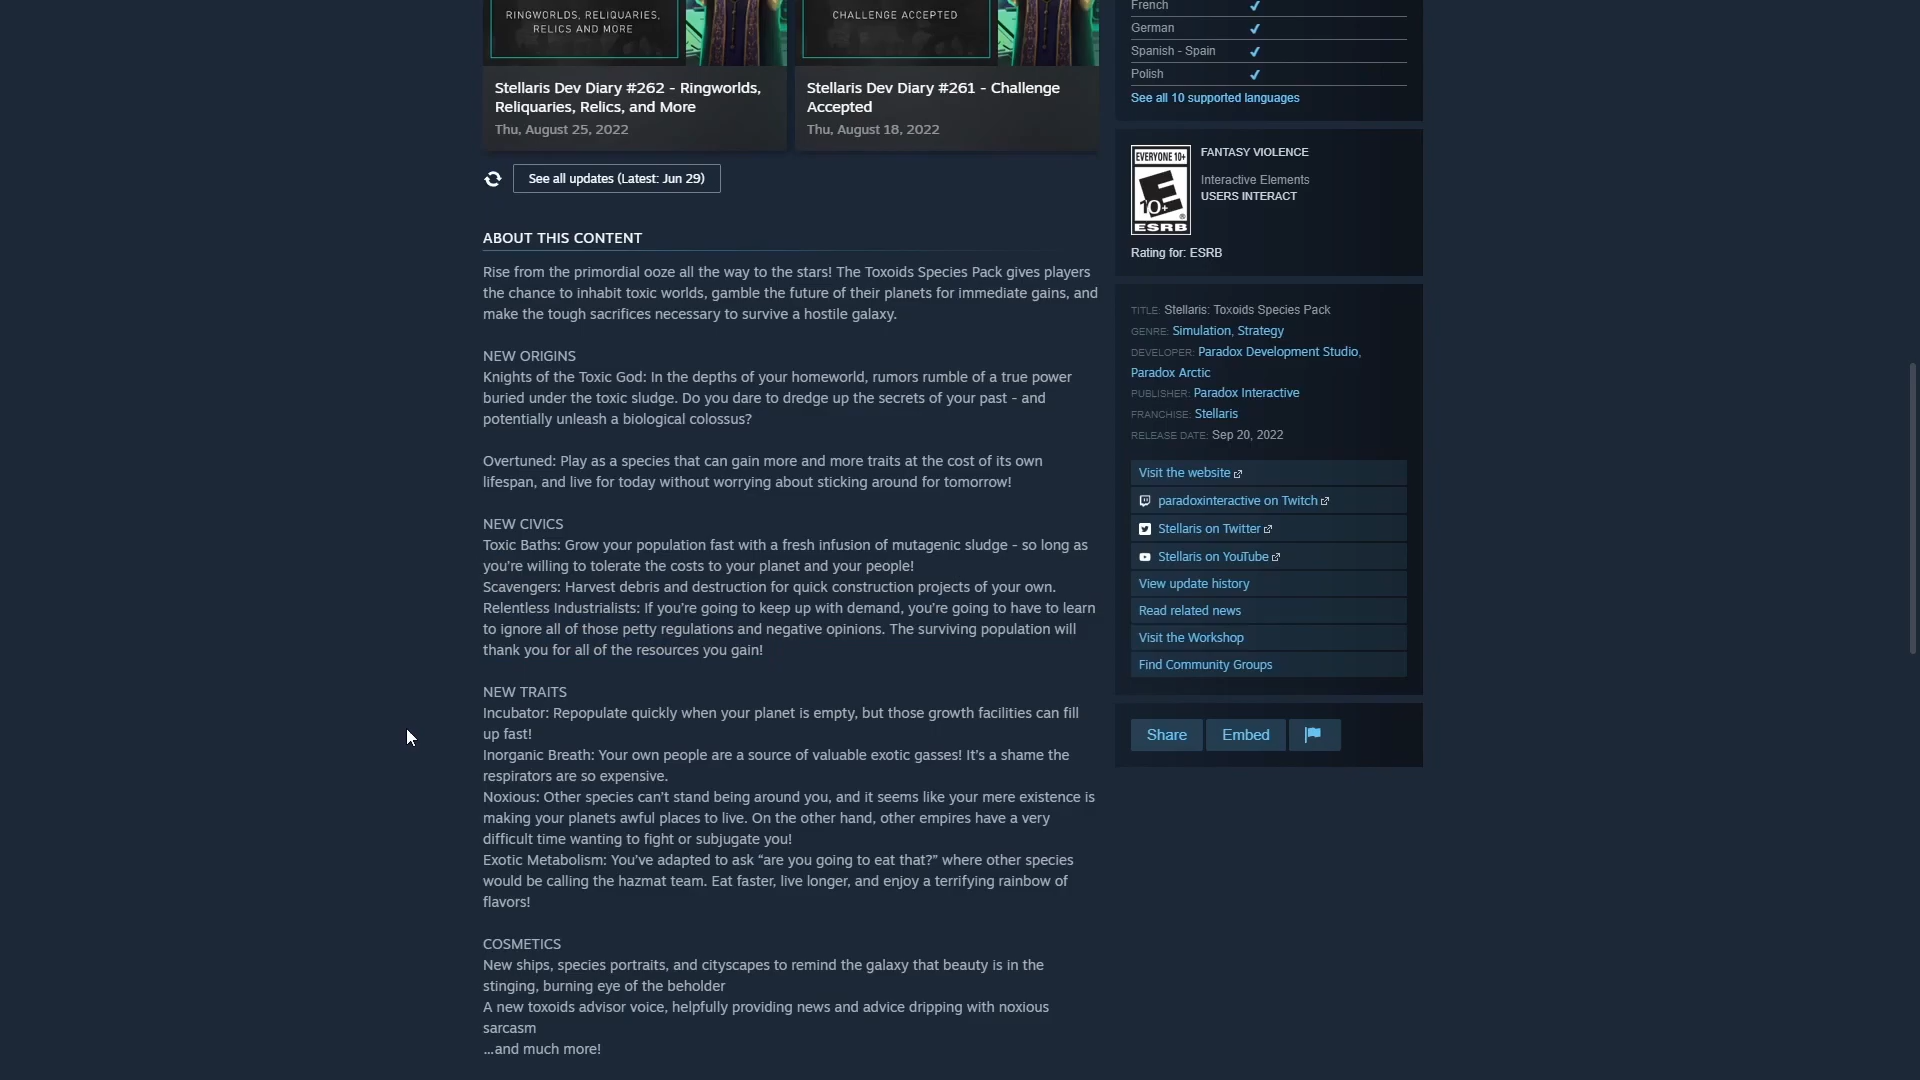 RINGWORLDS, RELIQUARIES,
RELICS AND MORE
CHALLENGE ACCEPTED
Stellaris Dev Diary #262 - Ringworlds,
Reliquaries, Relics, and More
Thu, August 25, 2022
Stellaris Dev Diary #261 - Challenge
Accepted
Thu, August 18, 2022
See all updates (Latest: Jun 29)
ABOUT THIS CONTENT
Rise from the primordial ooze all the way to the stars! The Toxoids Species Pack gives players
the chance to inhabit toxic worlds, gamble the future of their planets for immediate gains, and
make the tough sacrifices necessary to survive a hostile galaxy.
NEW ORIGINS
Knights of the Toxic God: In the depths of your homeworld, rumors rumble of a true power
buried under the toxic sludge. Do you dare to dredge up the secrets of your past - and
potentially unleash a biological colossus?
Overtuned: Play as a species that can gain more and more traits at the cost of its own
lifespan, and live for today without worrying about sticking around for tomorrow!
NEW CIVICS
Toxic Baths: Grow your population fast with a fresh infusion of mutagenic sludge - so long as
you're willing to tolerate the costs to your planet and your people!
Scavengers: Harvest debris and destruction for quick construction projects of your own.
Relentless Industrialists: If you're going to keep up with demand, you're going to have to learn
to ignore all of those petty regulations and negative opinions. The surviving population will
thank you for all of the resources you gain!
NEW TRAITS
Incubator: Repopulate quickly when your planet is empty, but those growth facilities can fill
up fast!
Inorganic Breath: Your own people are a source of valuable exotic gasses! It's a shame the
respirators are so expensive.
Noxious: Other species can't stand being around you, and it seems like your mere existence is
making your planets awful places to live. On the other hand, other empires have a very
difficult time wanting to fight or subjugate you!
Exotic Metabolism: You've adapted to ask “are you going to eat that?” where other species
would be calling the hazmat team. Eat faster, live longer, and enjoy a terrifying rainbow of
flavors!
COSMETICS
New ships, species portraits, and cityscapes to remind the galaxy that beauty is in the
stinging, burning eye of the beholder
A new toxoids advisor voice, helpfully providing news and advice dripping with noxious
sarcasm
…and much more!
French ✔
German ✔
Spanish - Spain ✔
Polish ✔
See all 10 supported languages
EVERYONE 10+
E
10+
®
ESRB
FANTASY VIOLENCE
Interactive Elements
USERS INTERACT
Rating for: ESRB
TITLE: Stellaris: Toxoids Species Pack
GENRE: Simulation, Strategy
DEVELOPER: Paradox Development Studio,
Paradox Arctic
PUBLISHER: Paradox Interactive
FRANCHISE: Stellaris
RELEASE DATE: Sep 20, 2022
Visit the website
paradoxinteractive on Twitch
Stellaris on Twitter
Stellaris on YouTube
View update history
Read related news
Visit the Workshop
Find Community Groups
Share
Embed